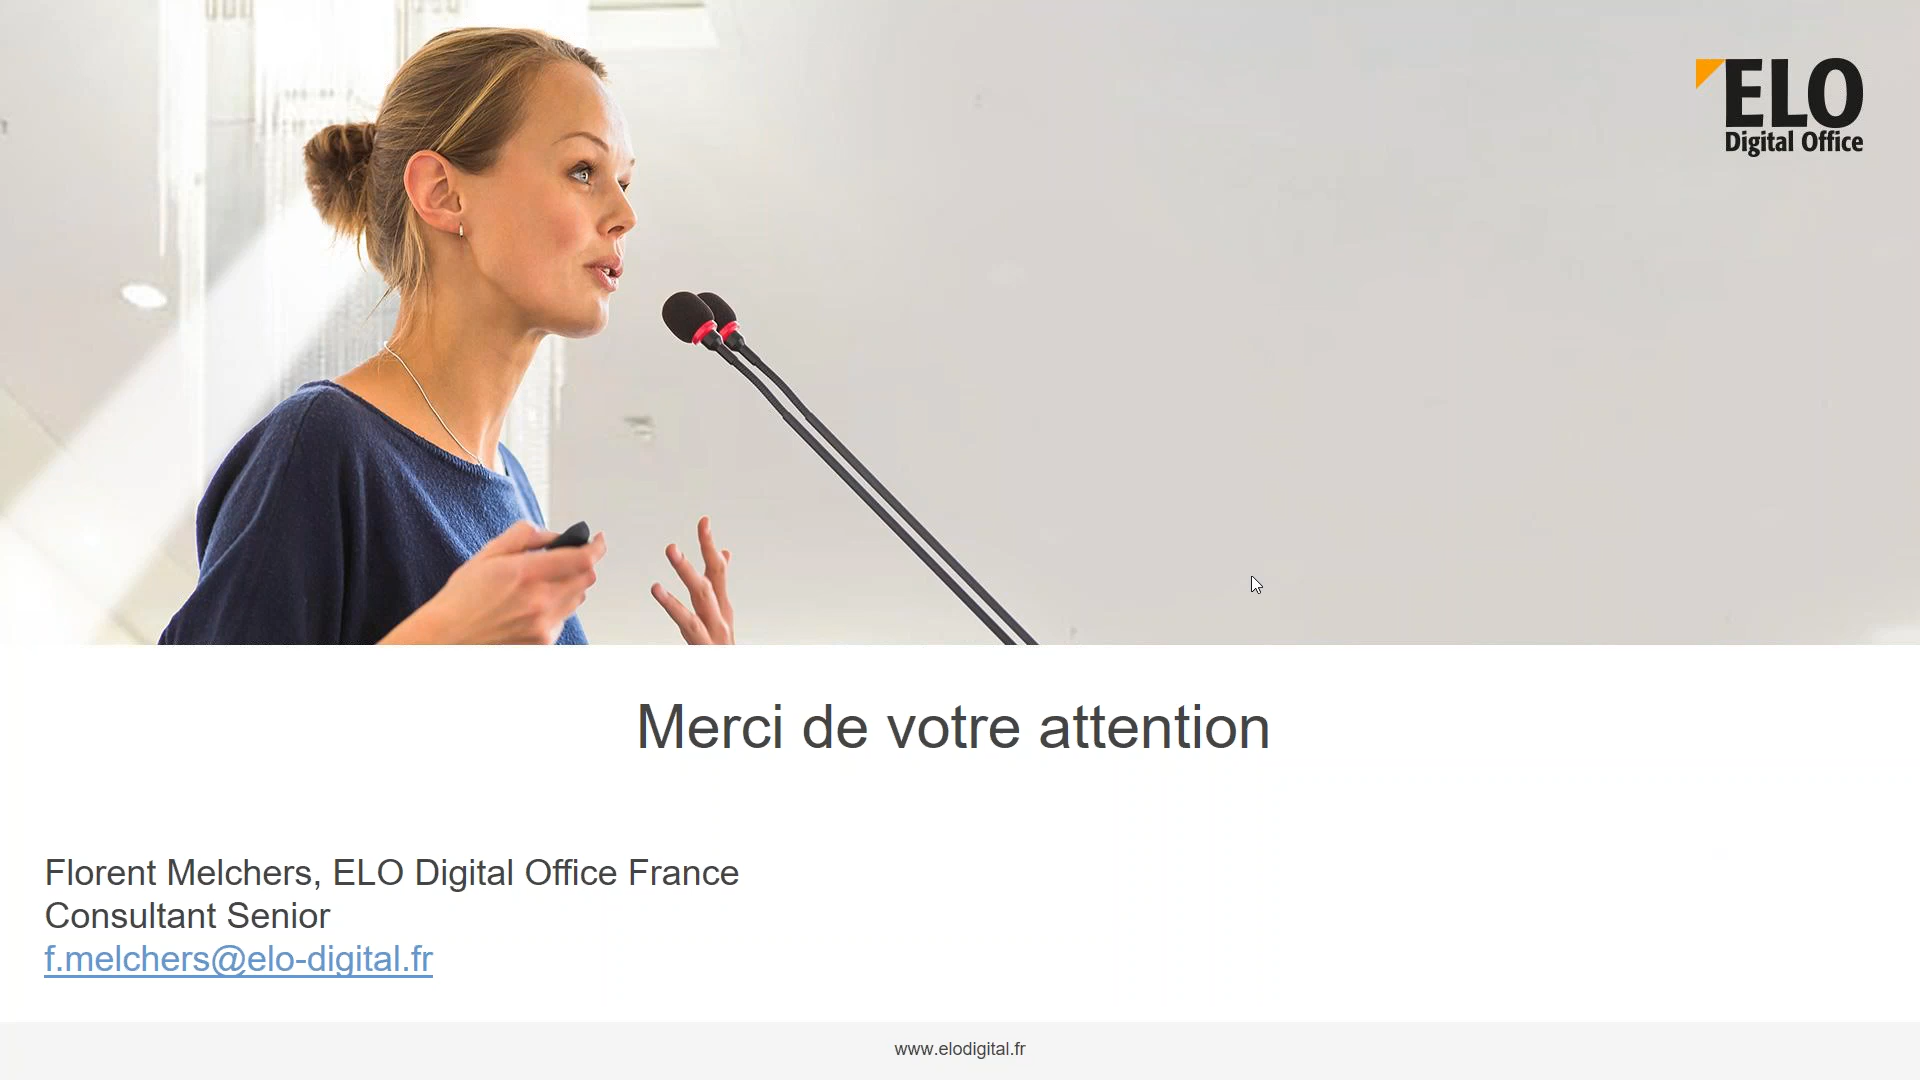 ELO
Digital Office
Merci de votre attention
Florent Melchers, ELO Digital Office France
Consultant Senior
f.melchers@elo-digital.fr
www.elodigital.fr